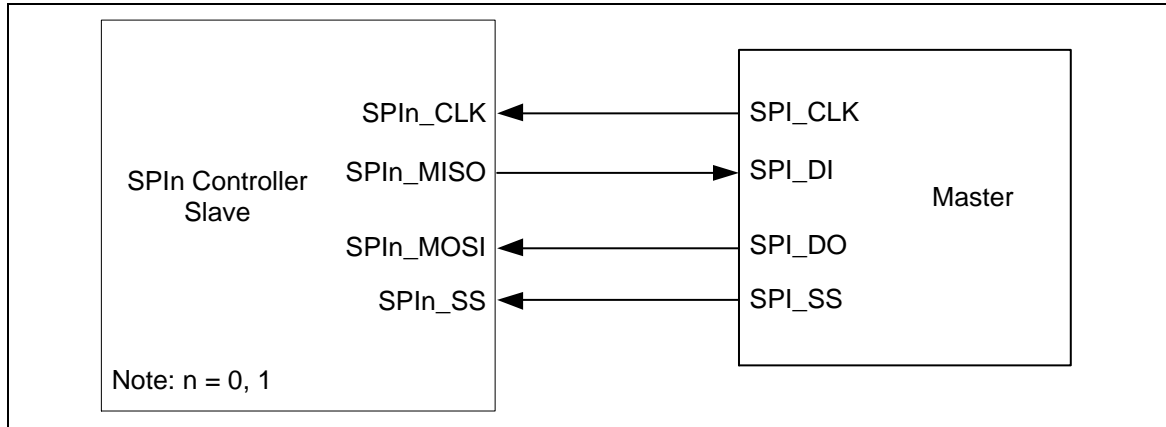 SPIn_CLK SPI_CLK
SPIn_MISO SPI_DI
SPIn Controller
Slave
Master
SPIn_MOSI SPI_DO
SPIn_SS SPI_SS
Note: n = 0, 1